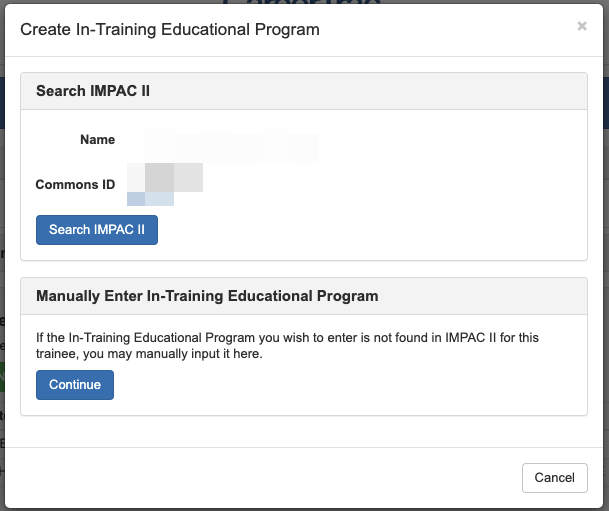 Create In-Training Educational Program
×
Search IMPAC II
Name
Commons ID
Search IMPAC II
Manually Enter In-Training Educational Program
If the In-Training Educational Program you wish to enter is not found in IMPAC II for this
trainee, you may manually input it here.
Continue
Cancel